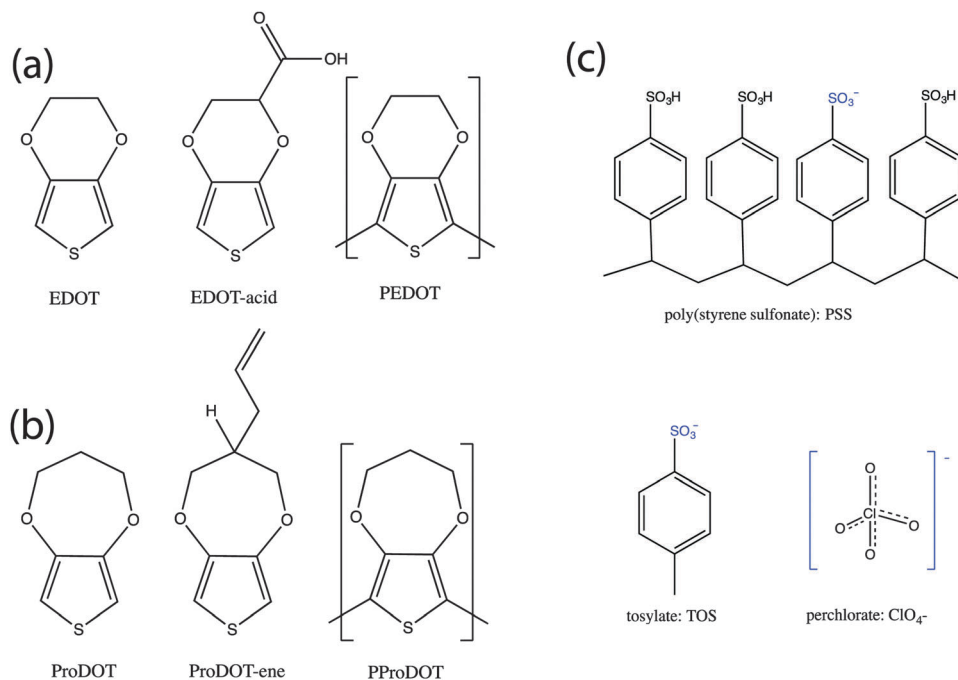 (a)
O
OH
O
O
S
EDOT
O
O
S
EDOT-acid
O
O
S
PEDOT
(b)
O
O
S
ProDOT
H
O
O
S
ProDOT-ene
O
O
S
PProDOT
(c)
SO₃H
SO₃H
SO₃⁻
SO₃H
poly(styrene sulfonate): PSS
SO₃⁻
tosylate: TOS
O
Cl
O
O
O
-
perchlorate: ClO₄-